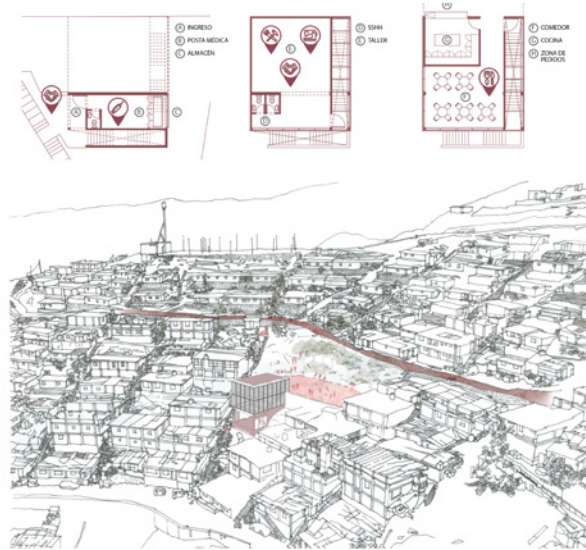 A INGRESO
B POSTA MÉDICA
C ALMACÉN
A
B
C
D SSHH
E TALLER
E
D
F COMEDOR
G COCINA
H ZONA DE
PEDIDOS
H
G
F